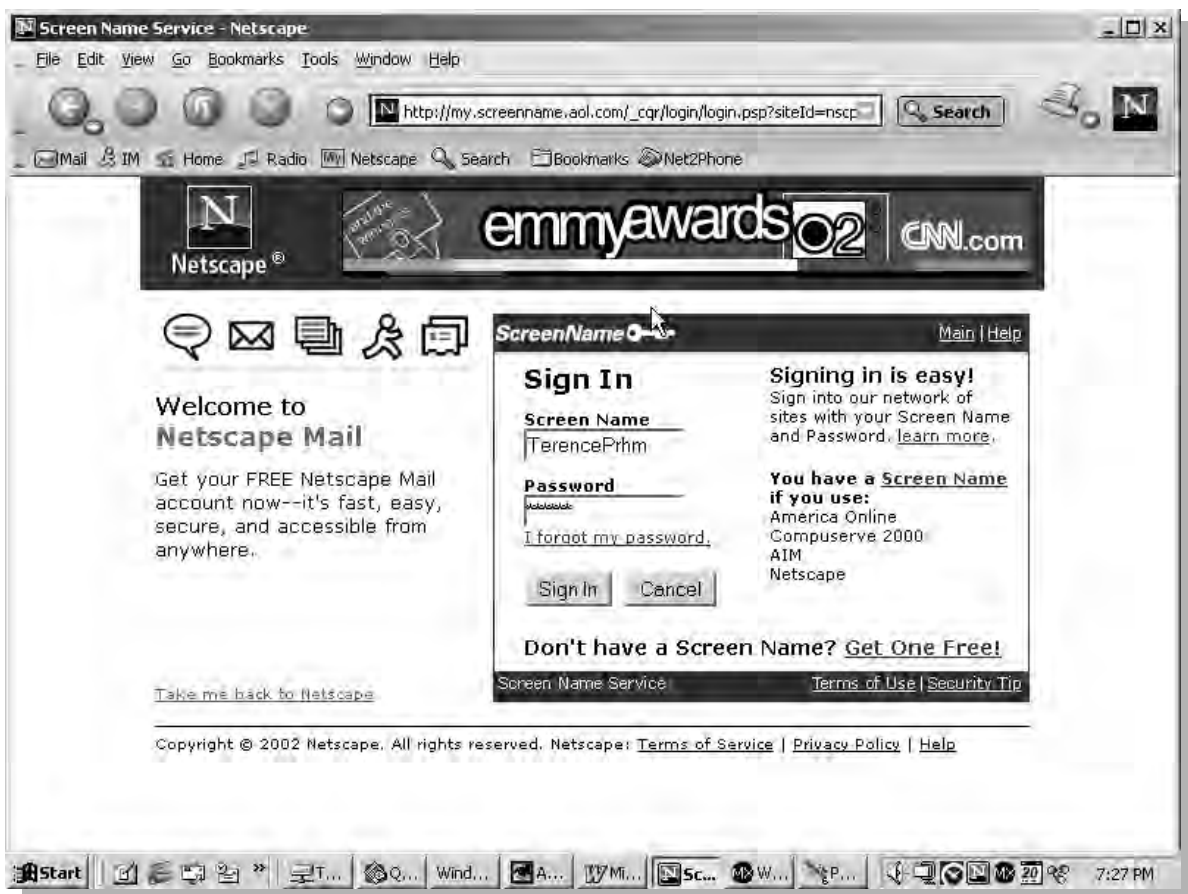 Screen Name Service - Netscape
File Edit View Go Bookmarks Tools Window Help
N http://my.screenname.aol.com/_cqr/login/login.psp?siteId=nscp Search N
Mail IM Home Radio My Netscape Search Bookmarks Net2Phone
N
Netscape ®
emmyawards 02 CNN.com
ScreenName Main | Help
Welcome to
Netscape Mail
Get your FREE Netscape Mail
account now--it's fast, easy,
secure, and accessible from
anywhere.
Take me back to Netscape
Sign In
Screen Name
TerencePrhm
Password
I forgot my password.
Sign In Cancel
Signing in is easy!
Sign into our network of
sites with your Screen Name
and Password. learn more.
You have a Screen Name
if you use:
America Online
Compuserve 2000
AIM
Netscape
Don't have a Screen Name? Get One Free!
Screen Name Service Terms of Use | Security Tip
Copyright © 2002 Netscape. All rights reserved. Netscape: Terms of Service | Privacy Policy | Help
Start » T... Q... Wind... A... Mi... Sc... W... P... 20 7:27 PM